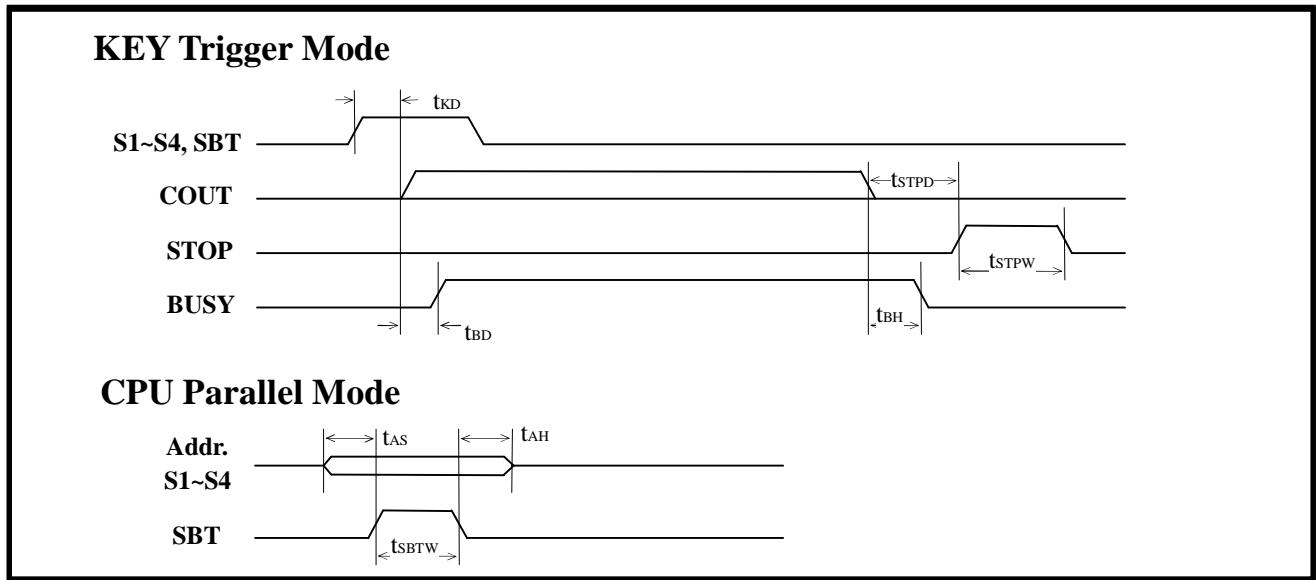 KEY Trigger Mode
tKD
S1~S4, SBT
COUT
tSTPD
STOP
tSTPW
BUSY
tBH
tBD
CPU Parallel Mode
Addr.
S1~S4
tAS
tAH
SBT
tSBTW